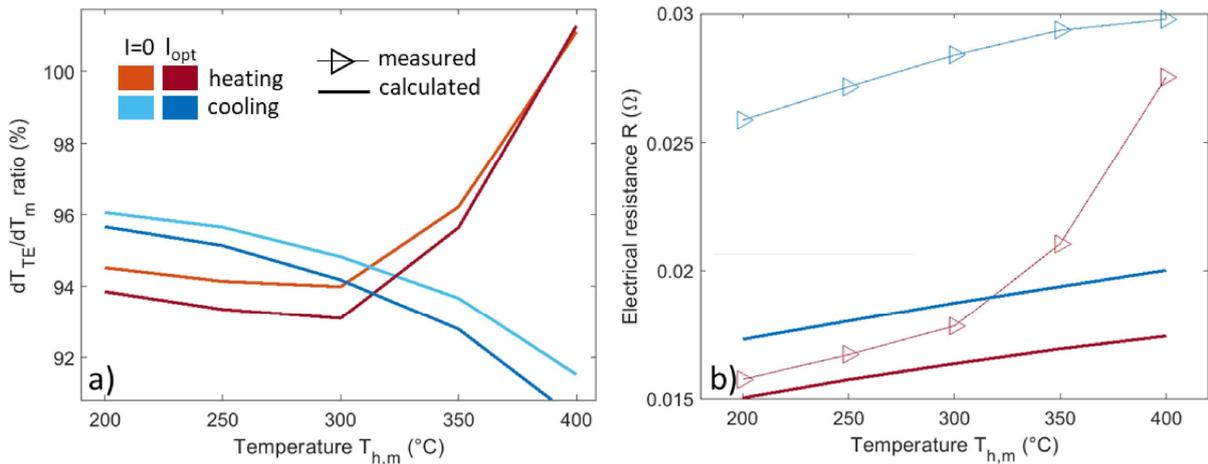 I=0 I_opt
heating
cooling
measured
calculated
100
98
96
94
92
dT_TE/dT_m ratio (%)
a)
200 250 300 350 400
Temperature T_h,m (°C)
0.03
0.025
0.02
0.015
Electrical resistance R (Ω)
b)
200 250 300 350 400
Temperature T_h,m (°C)